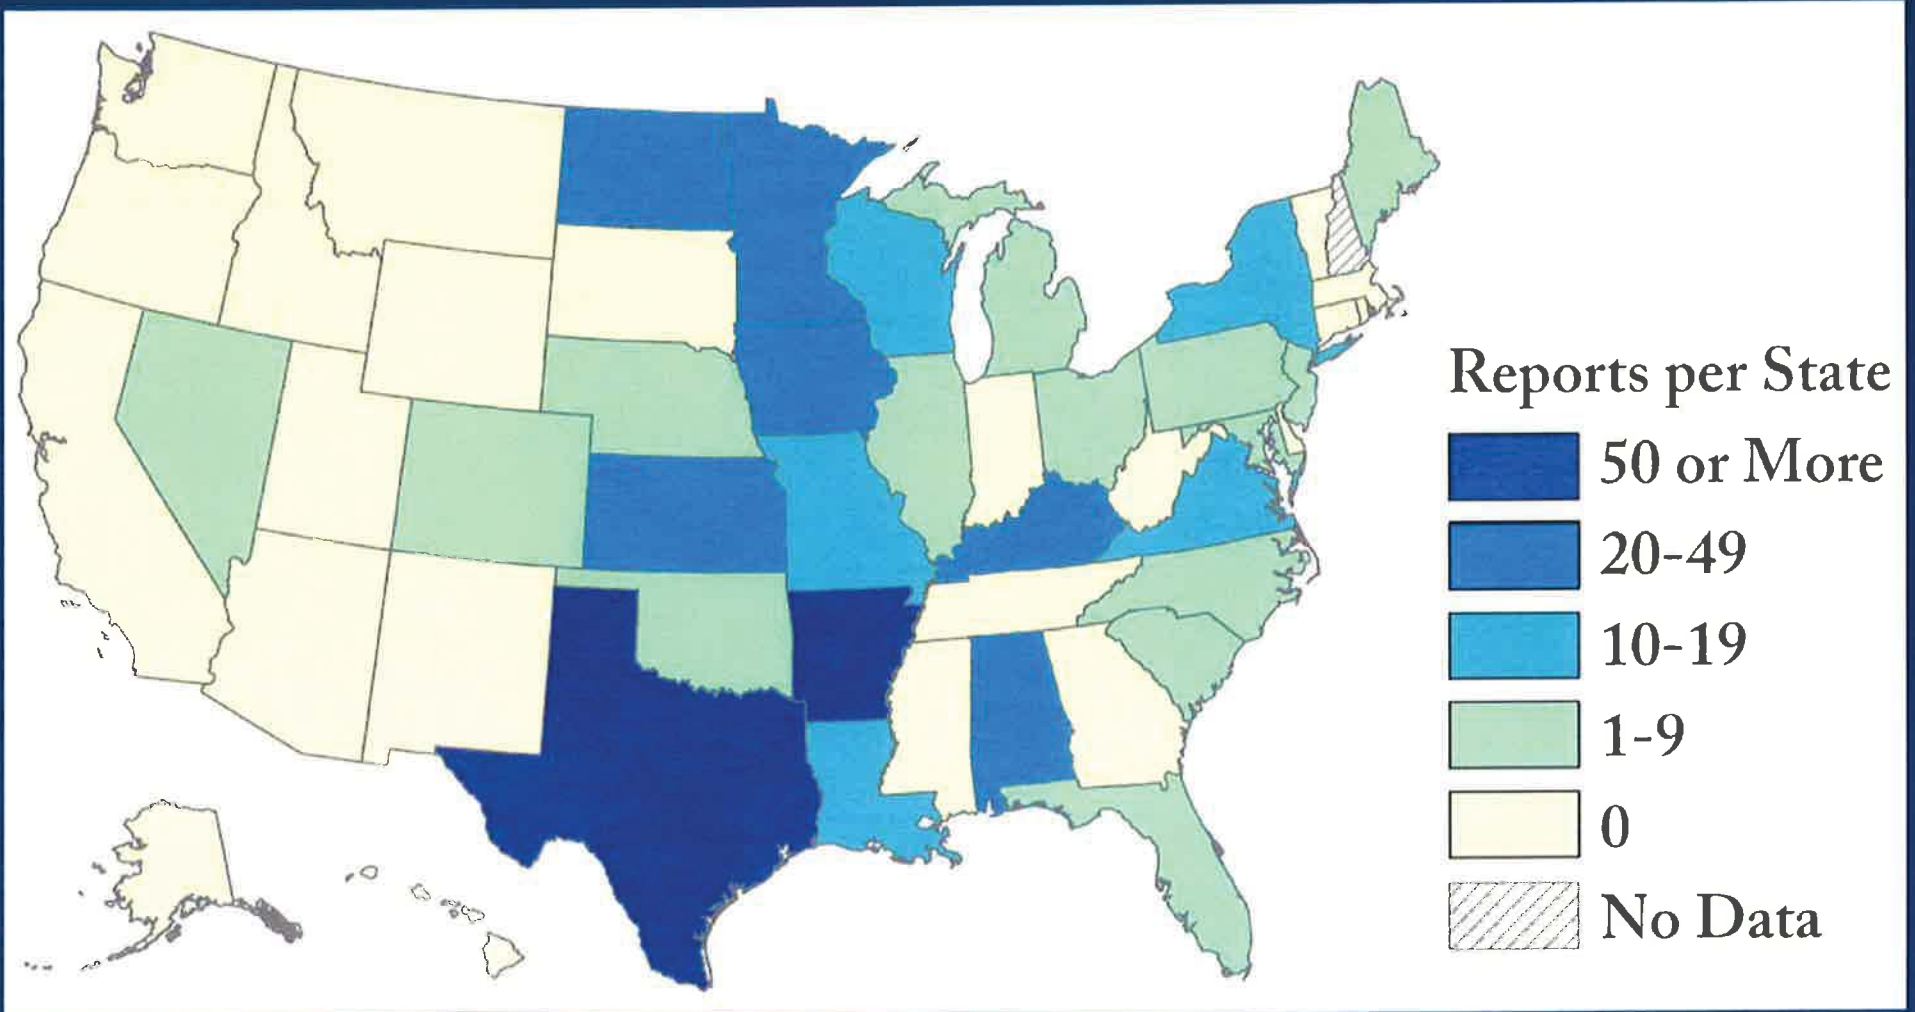 Reports per State
50 or More
20-49
10-19
1-9
0
No Data